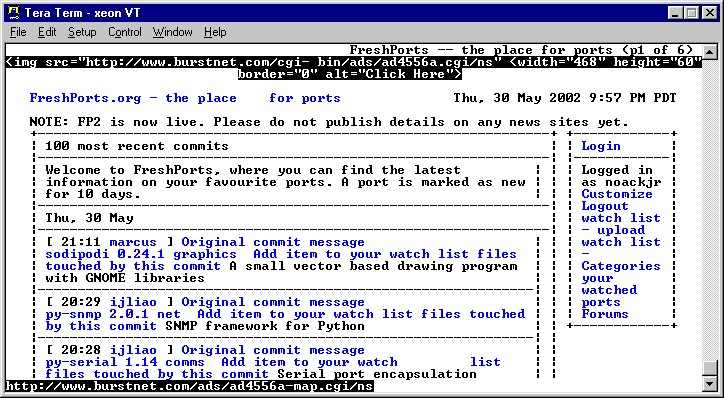 Tera Term - xeon VT
File Edit Setup Control Window Help
FreshPorts -- the place for ports (p1 of 6)
<img src="http://www.burstnet.com/cgi- bin/ads/ad4556a.cgi/ns" <width="468" height="60"
border="0" alt="Click Here">
FreshPorts.org - the place for ports Thu, 30 May 2002 9:57 PM PDT
NOTE: FP2 is now live. Please do not publish details on any news sites yet.
100 most recent commits
Welcome to FreshPorts, where you can find the latest
information on your favourite ports. A port is marked as new
for 10 days.
Thu, 30 May
[ 21:11 marcus ] Original commit message
sodipodi 0.24.1 graphics Add item to your watch list files
touched by this commit A small vector based drawing program
with GNOME libraries
[ 20:29 ijliao ] Original commit message
py-snmp 2.0.1 net Add item to your watch list files touched
by this commit SNMP framework for Python
[ 20:28 ijliao ] Original commit message
py-serial 1.14 comms Add item to your watch list
files touched by this commit Serial port encapsulation
Login
Logged in
as noackjr
Customize
Logout
watch list
- upload
watch list
-
Categories
your
watched
ports
Forums
http://www.burstnet.com/ads/ad4556a-map.cgi/ns